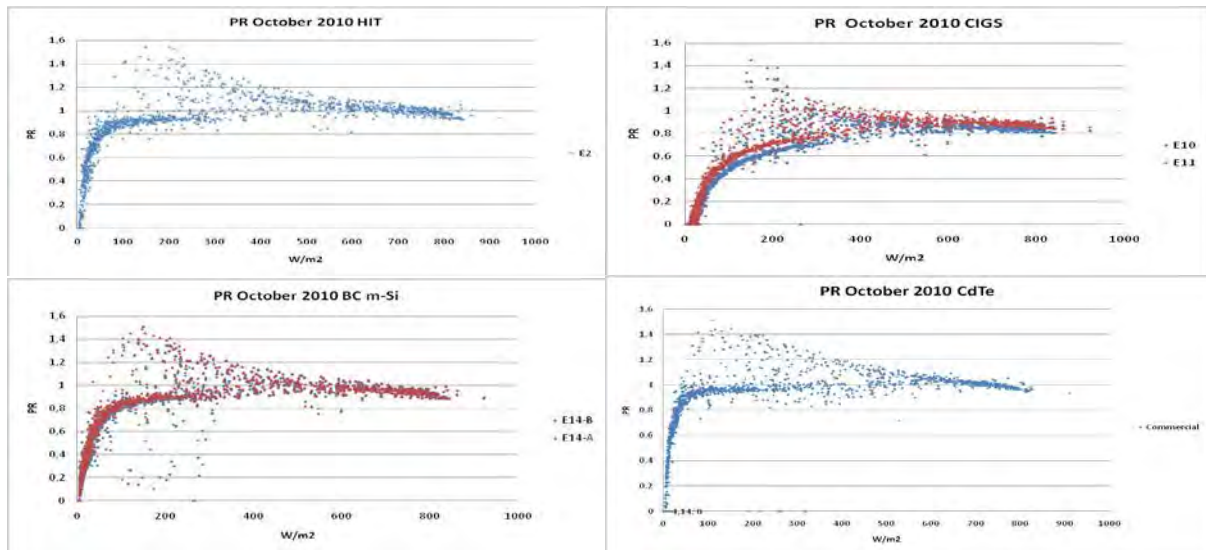 PR October 2010 HIT
1,6
1,4
1,2
1
0,8
0,6
0,4
0,2
0
PR
0 100 200 300 400 500 600 700 800 900 1000
W/m2
E2
PR October 2010 CIGS
1,6
1,4
1,2
1
0,8
0,6
0,4
0,2
0
PR
0 200 400 600 800 1000
W/m2
E10
E11
PR October 2010 BC m-Si
1,6
1,4
1,2
1
0,8
0,6
0,4
0,2
0
PR
0 200 400 600 800 1000
W/m2
E14-B
E14-A
PR October 2010 CdTe
1,6
1,4
1,2
1
0,8
0,6
0,4
0,2
0
PR
0 100 200 300 400 500 600 700 800 900 1000
W/m2
Commercial